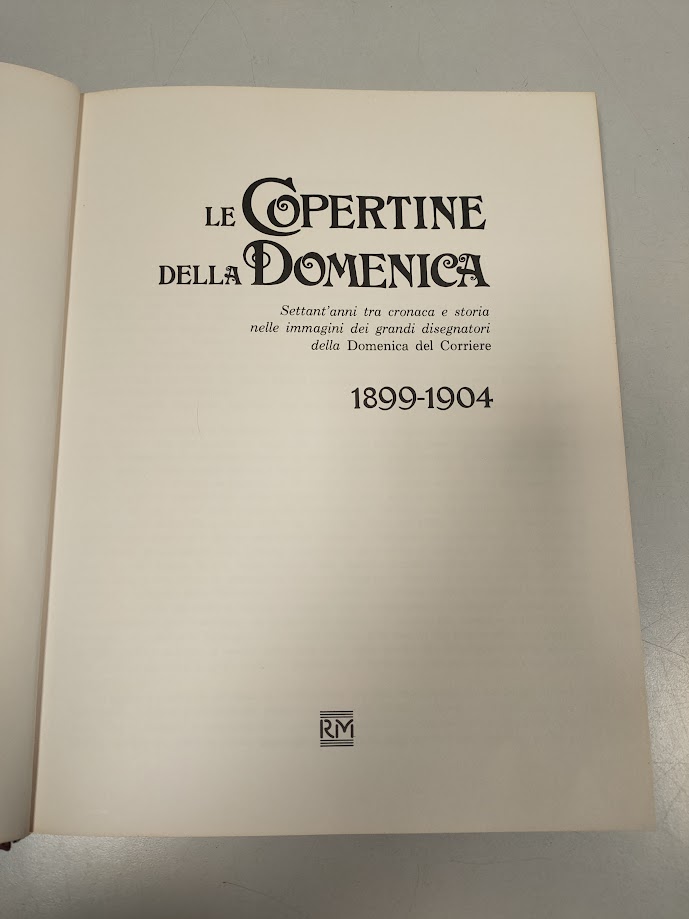 LE COPERTINE
DELLA DOMENICA
Settant'anni tra cronaca e storia
nelle immagini dei grandi disegnatori
della Domenica del Corriere
1899-1904
RM